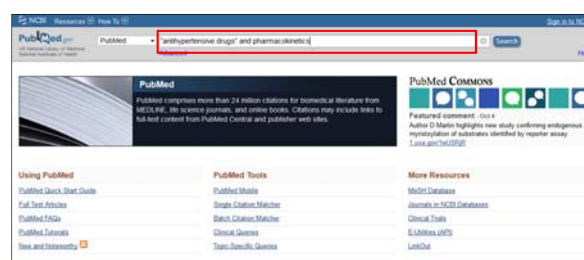 NCBI Resources How To Sign in to NC
PubMed.gov PubMed "antihypertensive drugs" and pharmacokinetics Search
US National Library of Medicine
National Institutes of Health
Advanced He
PubMed
PubMed comprises more than 24 million citations for biomedical literature from
MEDLINE, life science journals, and online books. Citations may include links to
full-text content from PubMed Central and publisher web sites.
PubMed Commons
Featured comment - Oct 4
Author D Martin highlights new study confirming endogenous
myristoylation of substrates identified by reporter assay.
Using PubMed
PubMed Quick Start Guide
Full Text Articles
PubMed FAQs
PubMed Tutorials
New and Noteworthy
PubMed Tools
PubMed Mobile
Single Citation Matcher
Batch Citation Matcher
Clinical Queries
Topic-Specific Queries
More Resources
MeSH Database
Journals in NCBI Databases
Clinical Trials
E-Utilities (API)
LinkOut